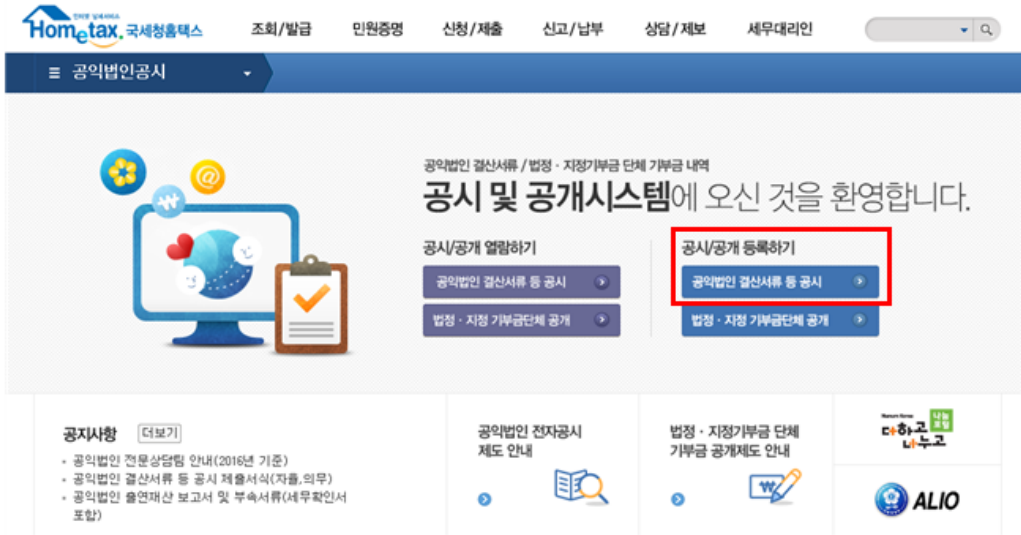 인터넷 납세서비스
Hometax. 국세청홈택스
조회/발급
민원증명
신청/제출
신고/납부
상담/제보
세무대리인
공익법인공시
공익법인 결산서류 / 법정 · 지정기부금 단체 기부금 내역
공시 및 공개시스템에 오신 것을 환영합니다.
공시/공개 열람하기
공익법인 결산서류 등 공시
법정 · 지정 기부금단체 공개
공시/공개 등록하기
공익법인 결산서류 등 공시
법정 · 지정 기부금단체 공개
@
₩
공지사항 더보기
공익법인 전문상담팀 안내(2016년 기준)
공익법인 결산서류 등 공시 제출서식(자율,의무)
공익법인 출연재산 보고서 및 부속서류(세무확인서
포함)
공익법인 전자공시
제도 안내
법정 · 지정기부금 단체
기부금 공개제도 안내
₩
Nanum Korea
나눔
포털
더하고
나누고
ALIO